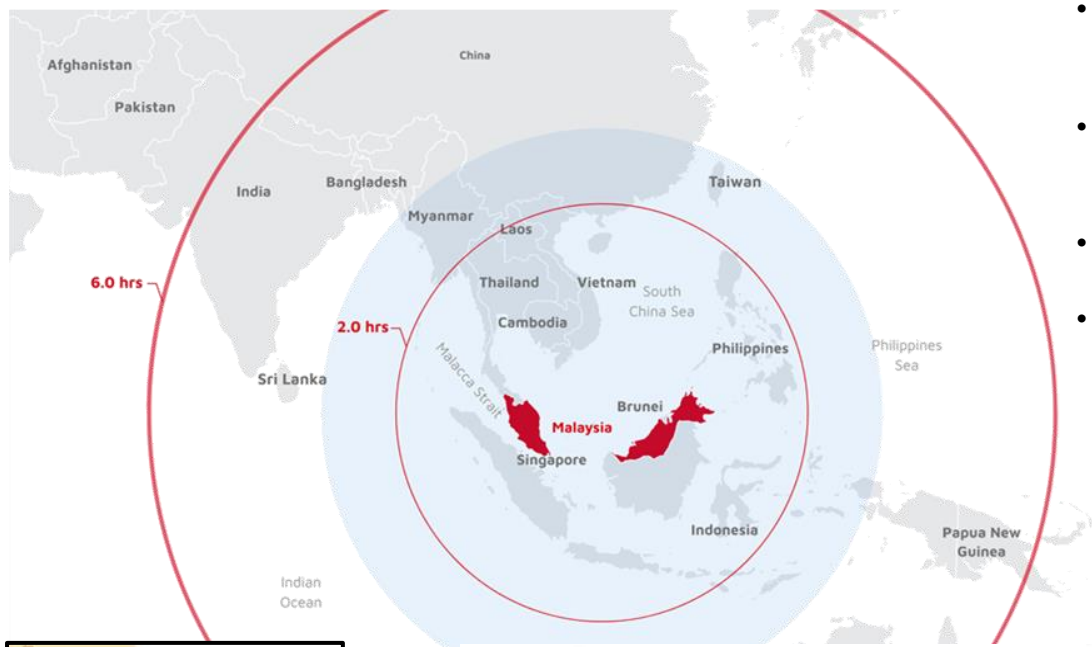 China
Afghanistan
Pakistan
India
Bangladesh
Taiwan
Myanmar
Laos
6.0 hrs
Thailand
Vietnam
South
China Sea
2.0 hrs
Cambodia
Malacca Strait
Philippines
Philippines
Sea
Sri Lanka
Brunei
Malaysia
Singapore
Indonesia
Papua New
Guinea
Indian
Ocean